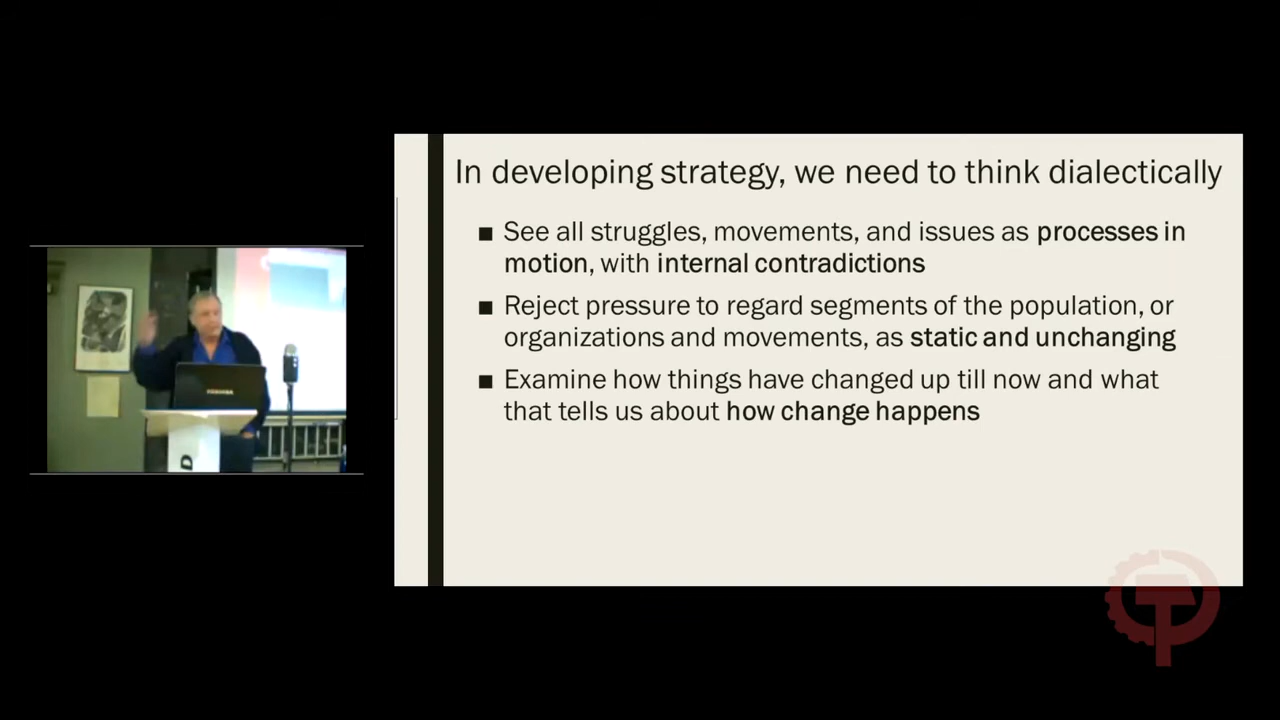 In developing strategy, we need to think dialectically
■ See all struggles, movements, and issues as processes in
motion, with internal contradictions
■ Reject pressure to regard segments of the population, or
organizations and movements, as static and unchanging
■ Examine how things have changed up till now and what
that tells us about how change happens
TOSHIBA
D